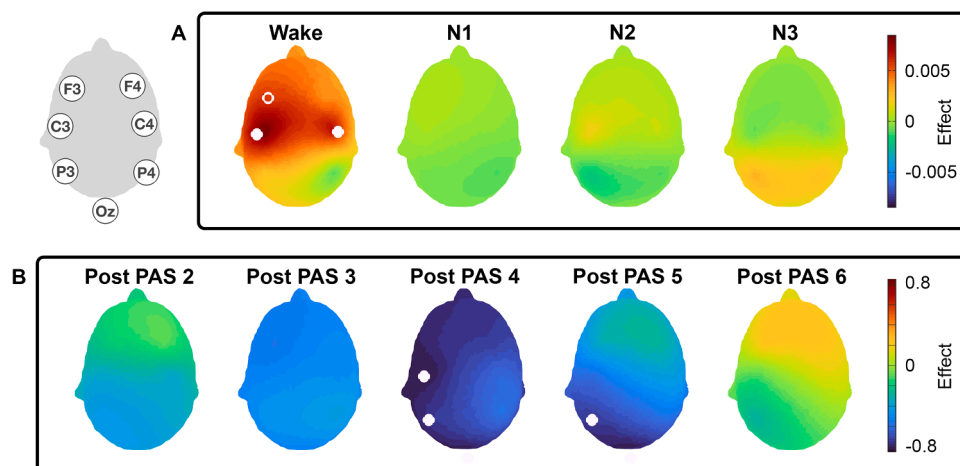 A
Wake N1 N2 N3
F3 F4
C3 C4
P3 P4
Oz
0.005
0
-0.005
Effect
B
Post PAS 2 Post PAS 3 Post PAS 4 Post PAS 5 Post PAS 6
0.8
0
-0.8
Effect